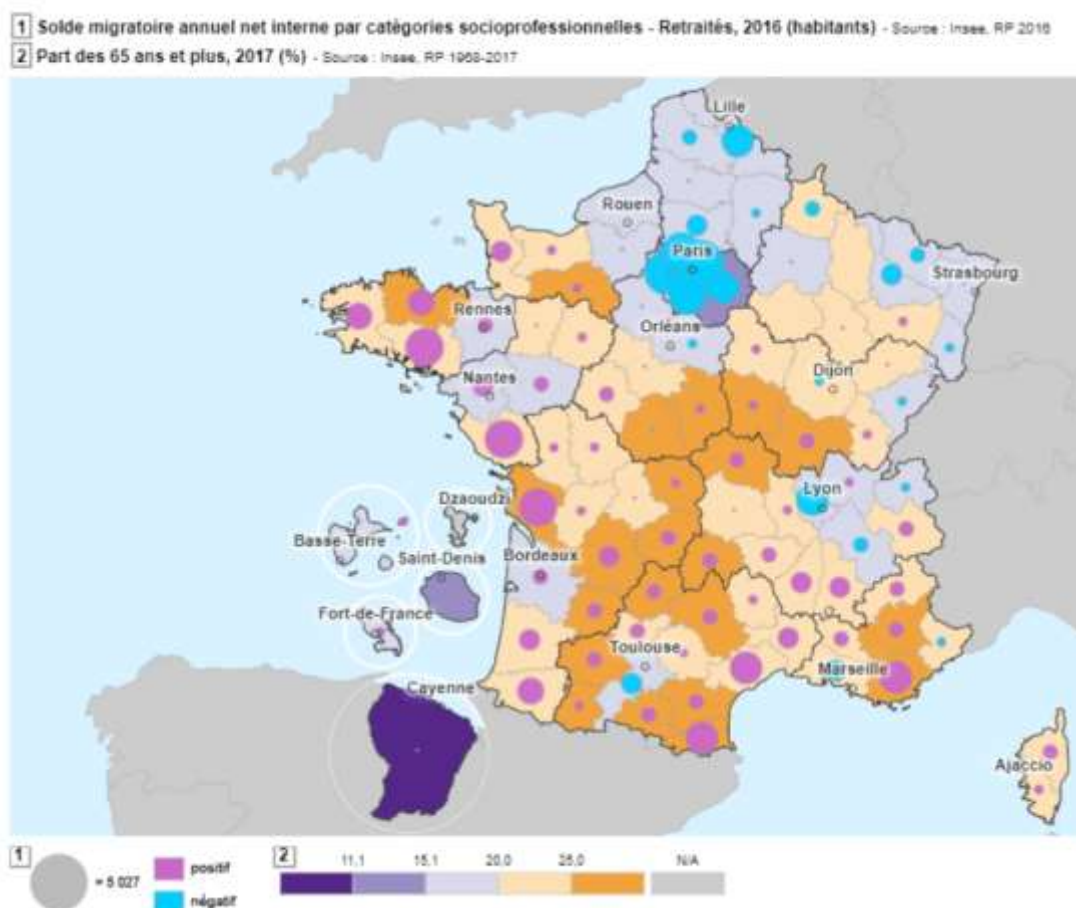 1 Solde migratoire annuel net interne par catégories socioprofessionnelles - Retraités, 2016 (habitants) - Source : Insee, RP 2016
2 Part des 65 ans et plus, 2017 (%) - Source : Insee, RP 1968-2017
Lille
Rouen
Paris
Strasbourg
Rennes
Orléans
Nantes
Dijon
Lyon
Dzaoudzi
Basse-Terre
Saint-Denis
Bordeaux
Fort-de-France
Toulouse
Marseille
Cayenne
Ajaccio
1
= 5 027
positif
négatif
2
11,1 15,1 20,0 25,0 N/A